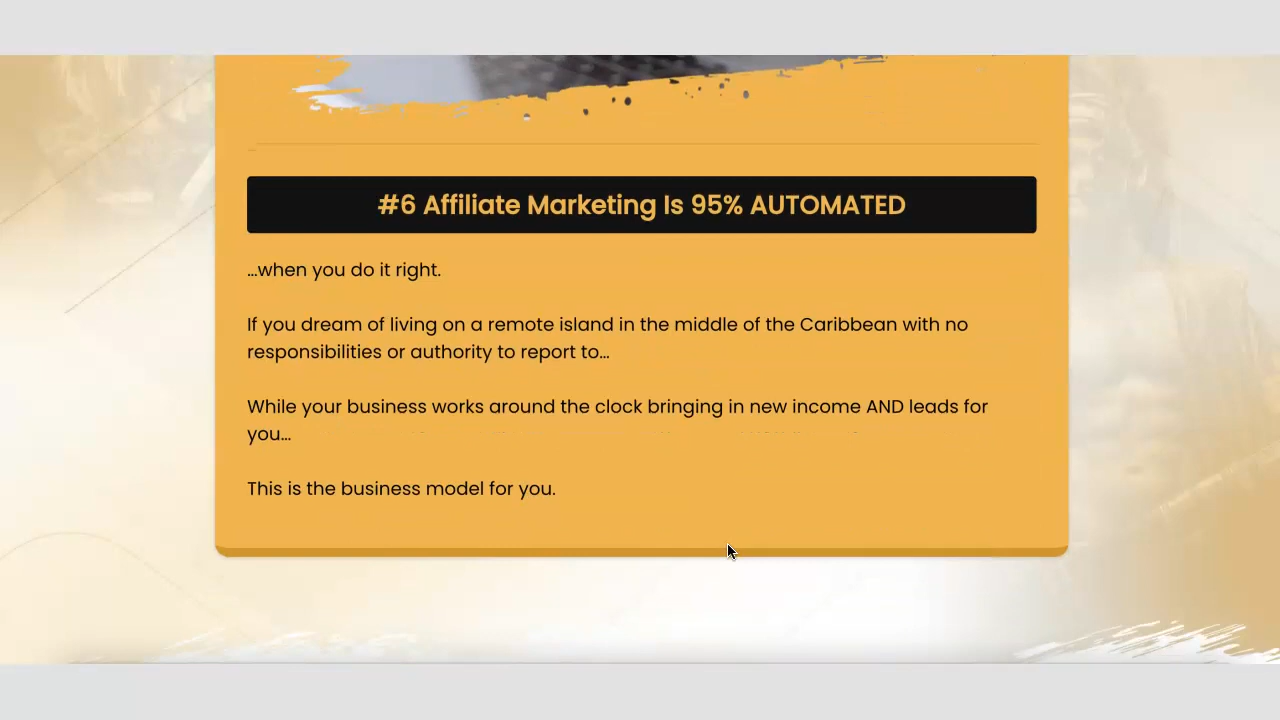 #6 Affiliate Marketing Is 95% AUTOMATED
...when you do it right.
If you dream of living on a remote island in the middle of the Caribbean with no
responsibilities or authority to report to...
While your business works around the clock bringing in new income AND leads for
you...
This is the business model for you.